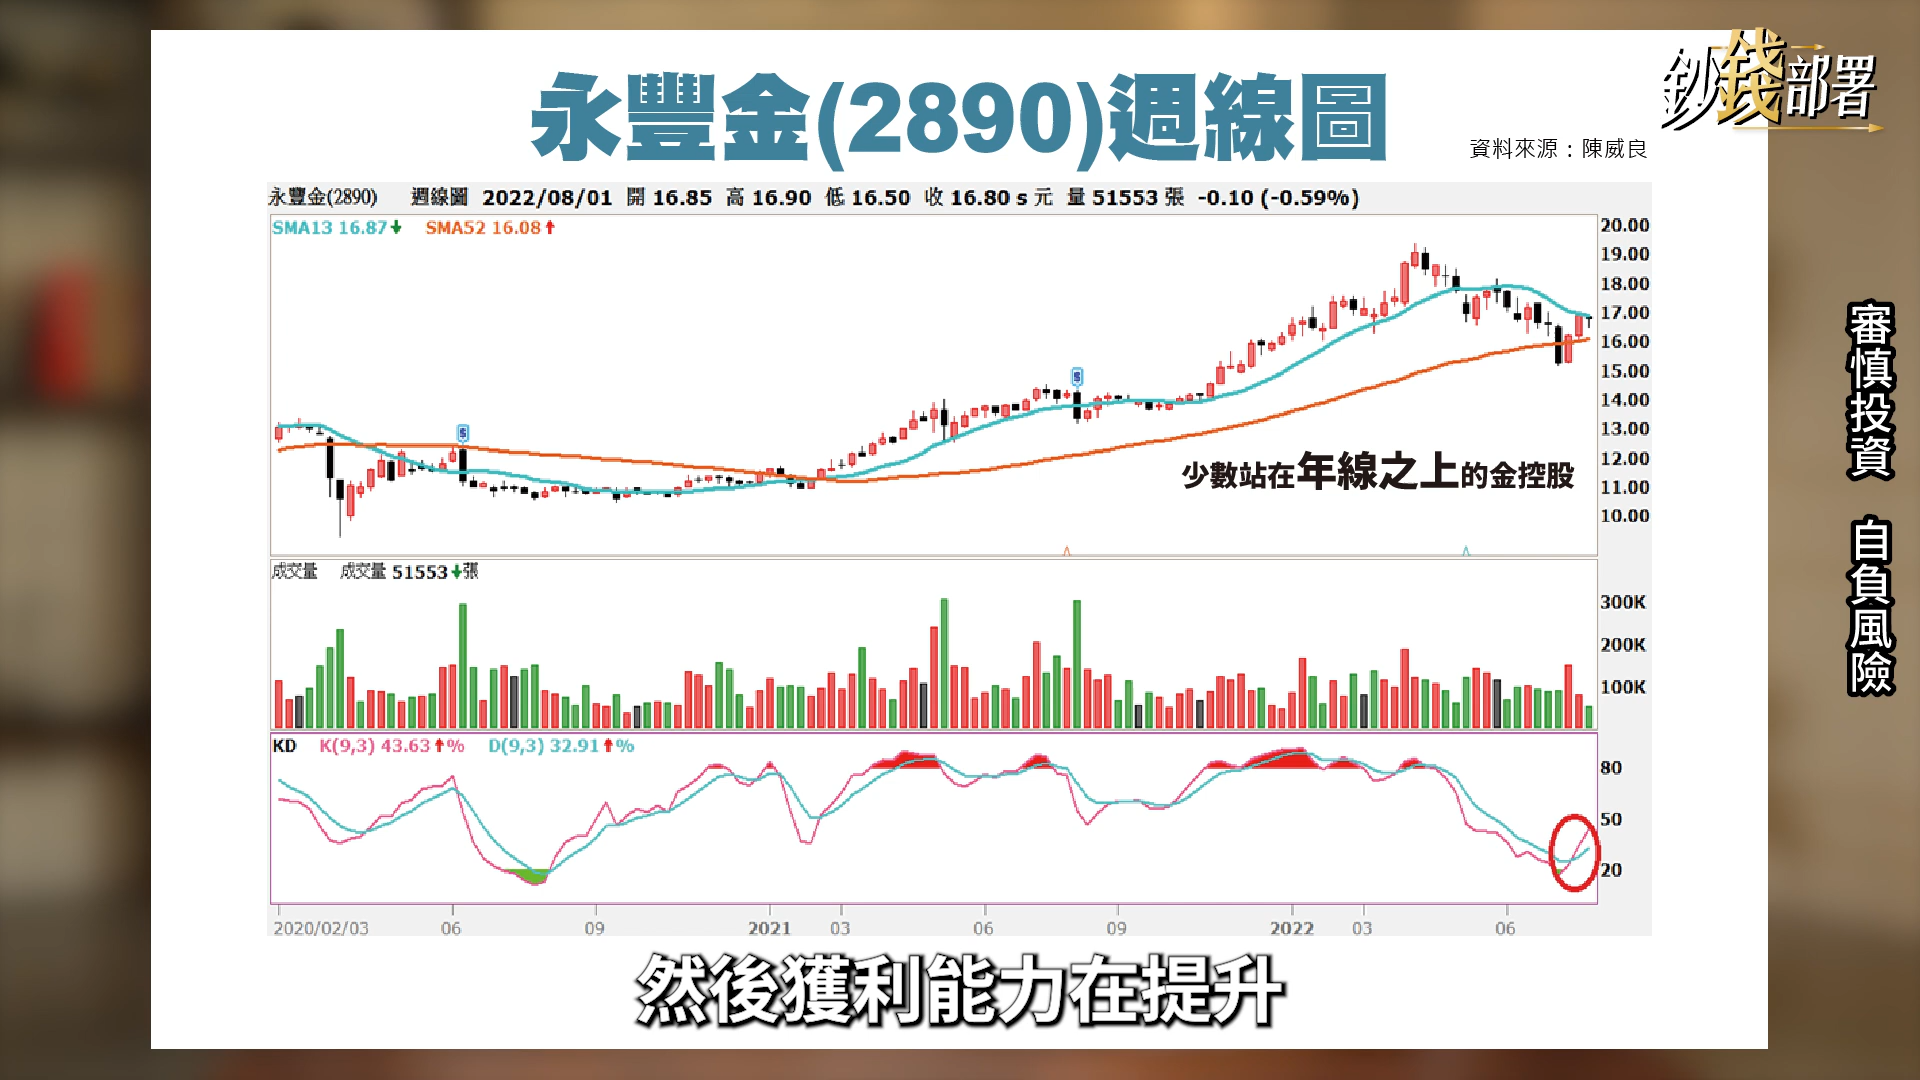 永豐金(2890)週線圖
鈔錢部署
資料來源：陳威良
永豐金(2890) 週線圖 2022/08/01 開 16.85 高 16.90 低 16.50 收 16.80 s 元 量 51553 張 -0.10 (-0.59%)
SMA13 16.87 SMA52 16.08
20.00
19.00
18.00
17.00
16.00
15.00
14.00
13.00
12.00
11.00
10.00
$
$
少數站在年線之上的金控股
成交量 成交量 51553 張
300K
200K
100K
KD K(9,3) 43.63 % D(9,3) 32.91 %
80
50
20
2020/02/03 06 09 2021 03 06 09 2022 03 06
審慎投資 自負風險
然後獲利能力在提升